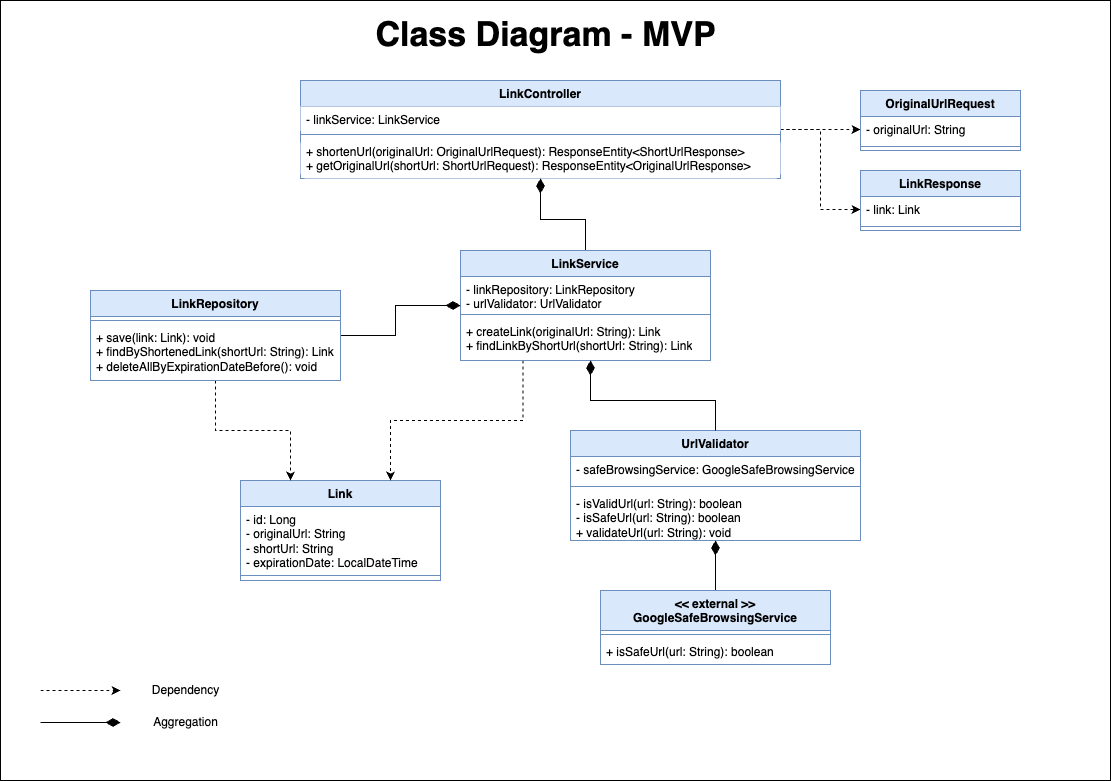 Class Diagram - MVP
LinkController
- linkService: LinkService
+ shortenUrl(originalUrl: OriginalUrlRequest): ResponseEntity<ShortUrlResponse>
+ getOriginalUrl(shortUrl: ShortUrlRequest): ResponseEntity<OriginalUrlResponse>
OriginalUrlRequest
- originalUrl: String
LinkResponse
- link: Link
LinkService
- linkRepository: LinkRepository
- urlValidator: UrlValidator
+ createLink(originalUrl: String): Link
+ findLinkByShortUrl(shortUrl: String): Link
LinkRepository
+ save(link: Link): void
+ findByShortenedLink(shortUrl: String): Link
+ deleteAllByExpirationDateBefore(): void
UrlValidator
- safeBrowsingService: GoogleSafeBrowsingService
- isValidUrl(url: String): boolean
- isSafeUrl(url: String): boolean
+ validateUrl(url: String): void
Link
- id: Long
- originalUrl: String
- shortUrl: String
- expirationDate: LocalDateTime
<< external >>
GoogleSafeBrowsingService
+ isSafeUrl(url: String): boolean
Dependency
Aggregation